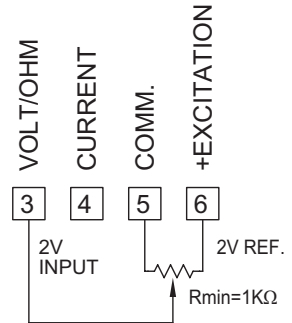 VOLT/OHM
CURRENT
COMM.
+EXCITATION
3
4
5
6
2V
INPUT
2V REF.
Rmin=1KΩ